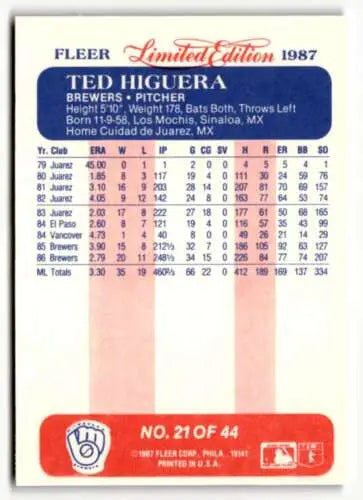 FLEER Limited Edition 1987
TED HIGUERA
BREWERS • PITCHER
Height 5'10", Weight 178, Bats Both, Throws Left
Born 11-9-58, Los Mochis, Sinaloa, MX
Home Cuidad de Juarez, MX
Yr. Club ERA W L IP G CG SV H R ER BB SO
79 Juarez 45.00 0 0 1 4 0 0 4 5 5 4 1
80 Juarez 1.85 8 3 117 19 4 0 111 30 24 59 76
81 Juarez 3.10 16 9 203 28 14 0 207 81 70 92 157
82 Juarez 4.05 9 12 142 23 9 0 163 77 64 53 74
83 Juarez 2.03 17 8 222 27 18 0 177 61 50 68 165
84 El Paso 2.60 8 7 121 19 4 0 116 57 35 43 99
84 Vancover 4.73 1 4 40 9 0 0 49 26 21 14 29
85 Brewers 3.90 15 8 212⅓ 32 7 0 186 105 92 63 127
86 Brewers 2.79 20 11 248⅓ 34 15 0 226 84 77 74 207
ML Totals 3.30 35 19 460⅔ 66 22 0 412 189 169 137 334
NO. 21 OF 44
©1987 FLEER CORP., PHILA. 19141
PRINTED IN U.S.A.